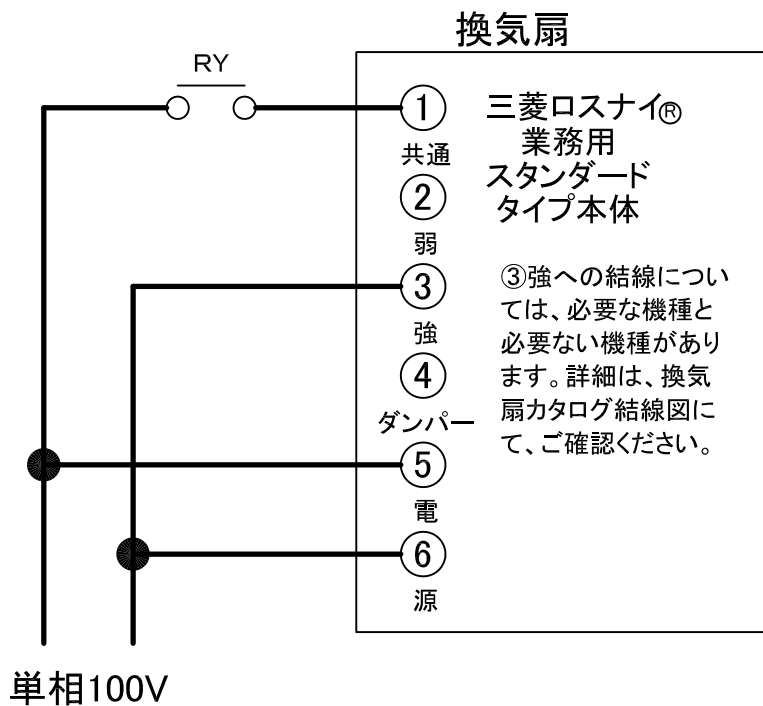 換気扇
RY
① 三菱ロスナイ®
共通 業務用
② スタンダード
弱 タイプ本体
③ ③強への結線につい
強 ては、必要な機種と
④ 必要ない機種があり
ダンパー ます。詳細は、換気
⑤ 扇カタログ結線図に
電 て、ご確認ください。
⑥
源
単相100V